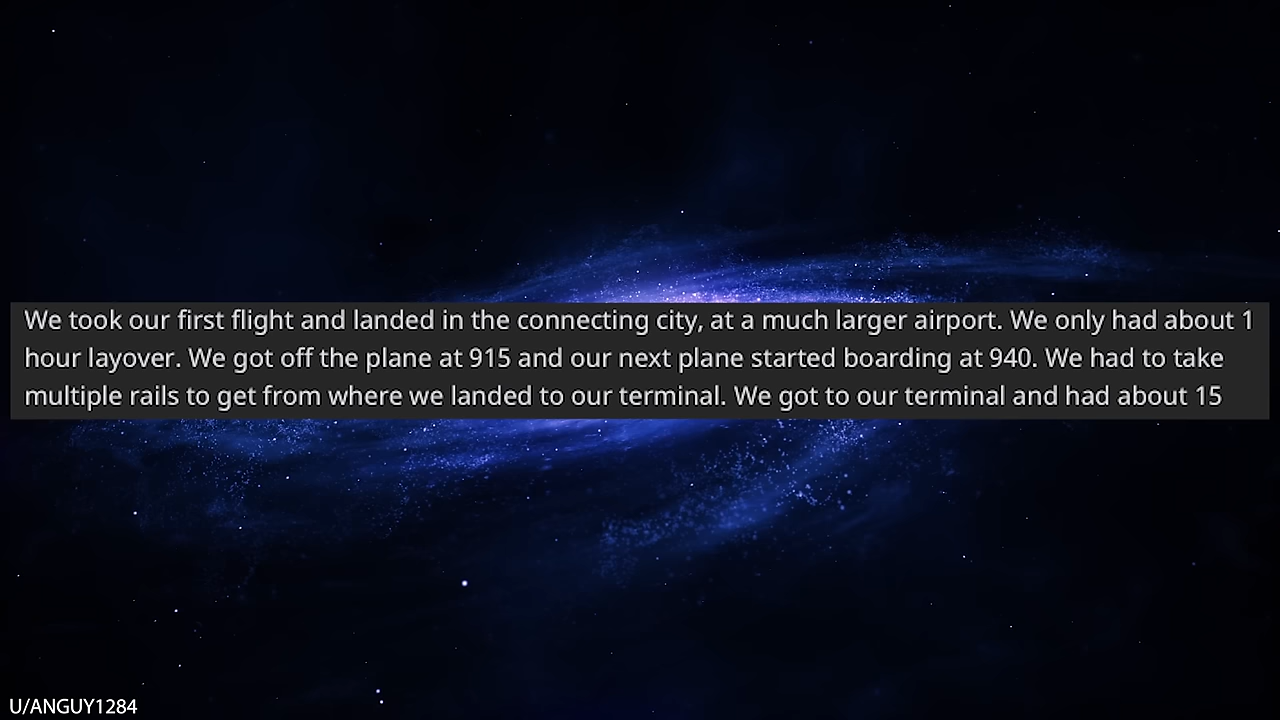 We took our first flight and landed in the connecting city, at a much larger airport. We only had about 1
hour layover. We got off the plane at 915 and our next plane started boarding at 940. We had to take
multiple rails to get from where we landed to our terminal. We got to our terminal and had about 15
U/ANGUY1284